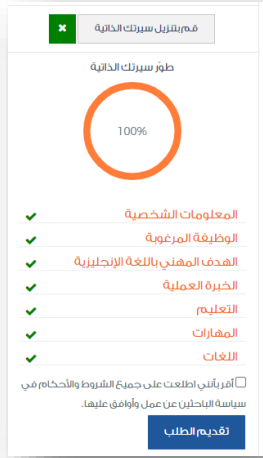 قم بتنزيل سيرتك الذاتية
طوّر سيرتك الذاتية
100%
المعلومات الشخصية
الوظيفة المرغوبة
الهدف المهني باللغة الإنجليزية
الخبرة العملية
التعليم
المهارات
اللغات
أقر بأنني اطلعت على جميع الشروط والأحكام في
سياسة الباحثين عن عمل وأوافق عليها.
تقديم الطلب